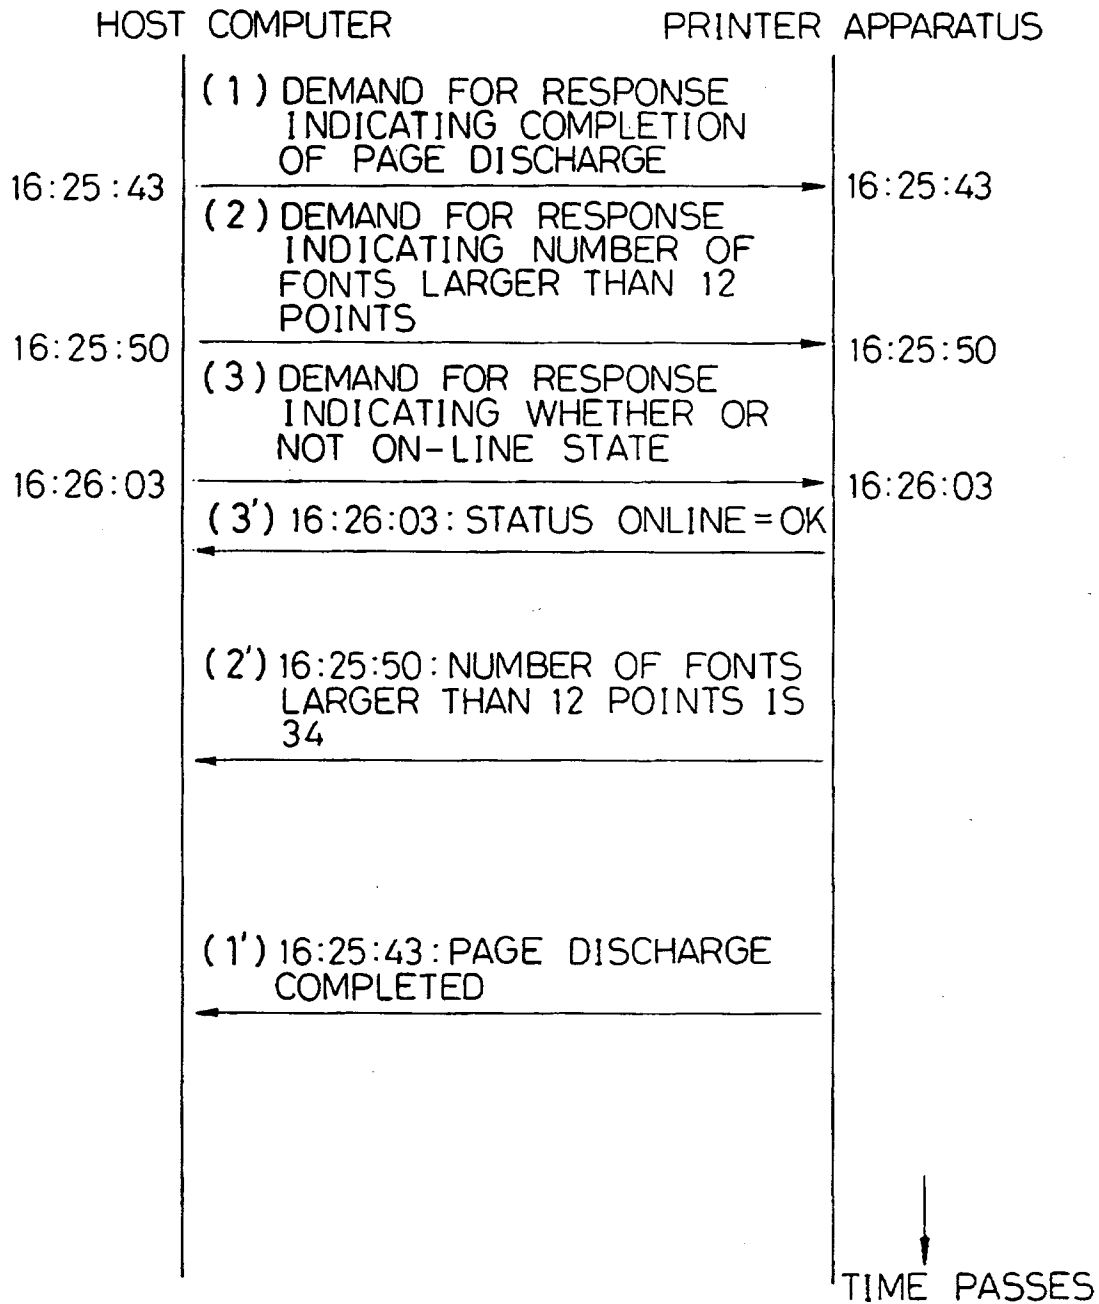 HOST COMPUTER PRINTER APPARATUS
(1) DEMAND FOR RESPONSE
INDICATING COMPLETION
OF PAGE DISCHARGE
16:25:43 16:25:43
(2) DEMAND FOR RESPONSE
INDICATING NUMBER OF
FONTS LARGER THAN 12
POINTS
16:25:50 16:25:50
(3) DEMAND FOR RESPONSE
INDICATING WHETHER OR
NOT ON-LINE STATE
16:26:03 16:26:03
(3') 16:26:03: STATUS ONLINE=OK
(2') 16:25:50: NUMBER OF FONTS
LARGER THAN 12 POINTS IS
34
(1') 16:25:43: PAGE DISCHARGE
COMPLETED
TIME PASSES